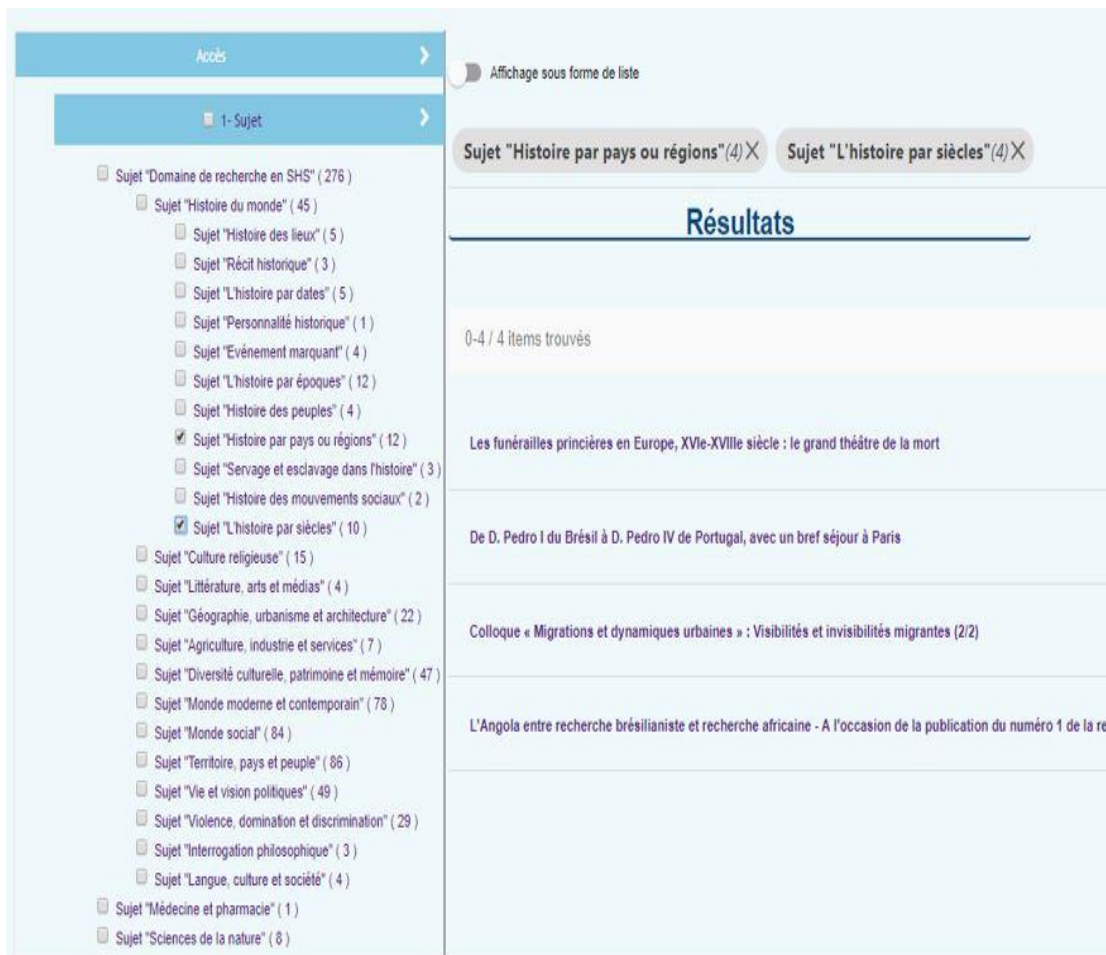 Accès
1- Sujet
Sujet "Domaine de recherche en SHS" ( 276 )
Sujet "Histoire du monde" ( 45 )
Sujet "Histoire des lieux" ( 5 )
Sujet "Récit historique" ( 3 )
Sujet "L'histoire par dates" ( 5 )
Sujet "Personnalité historique" ( 1 )
Sujet "Evénement marquant" ( 4 )
Sujet "L'histoire par époques" ( 12 )
Sujet "Histoire des peuples" ( 4 )
Sujet "Histoire par pays ou régions" ( 12 )
Sujet "Servage et esclavage dans l'histoire" ( 3 )
Sujet "Histoire des mouvements sociaux" ( 2 )
Sujet "L'histoire par siècles" ( 10 )
Sujet "Culture religieuse" ( 15 )
Sujet "Littérature, arts et médias" ( 4 )
Sujet "Géographie, urbanisme et architecture" ( 22 )
Sujet "Agriculture, industrie et services" ( 7 )
Sujet "Diversité culturelle, patrimoine et mémoire" ( 47 )
Sujet "Monde moderne et contemporain" ( 78 )
Sujet "Monde social" ( 84 )
Sujet "Territoire, pays et peuple" ( 86 )
Sujet "Vie et vision politiques" ( 49 )
Sujet "Violence, domination et discrimination" ( 29 )
Sujet "Interrogation philosophique" ( 3 )
Sujet "Langue, culture et société" ( 4 )
Sujet "Médecine et pharmacie" ( 1 )
Sujet "Sciences de la nature" ( 8 )
Affichage sous forme de liste
Sujet "Histoire par pays ou régions"(4)X Sujet "L'histoire par siècles"(4)X
Résultats
0-4 / 4 items trouvés
Les funérailles princières en Europe, XVIe-XVIIIe siècle : le grand théâtre de la mort
De D. Pedro I du Brésil à D. Pedro IV de Portugal, avec un bref séjour à Paris
Colloque « Migrations et dynamiques urbaines » : Visibilités et invisibilités migrantes (2/2)
L'Angola entre recherche brésilianiste et recherche africaine - A l'occasion de la publication du numéro 1 de la re